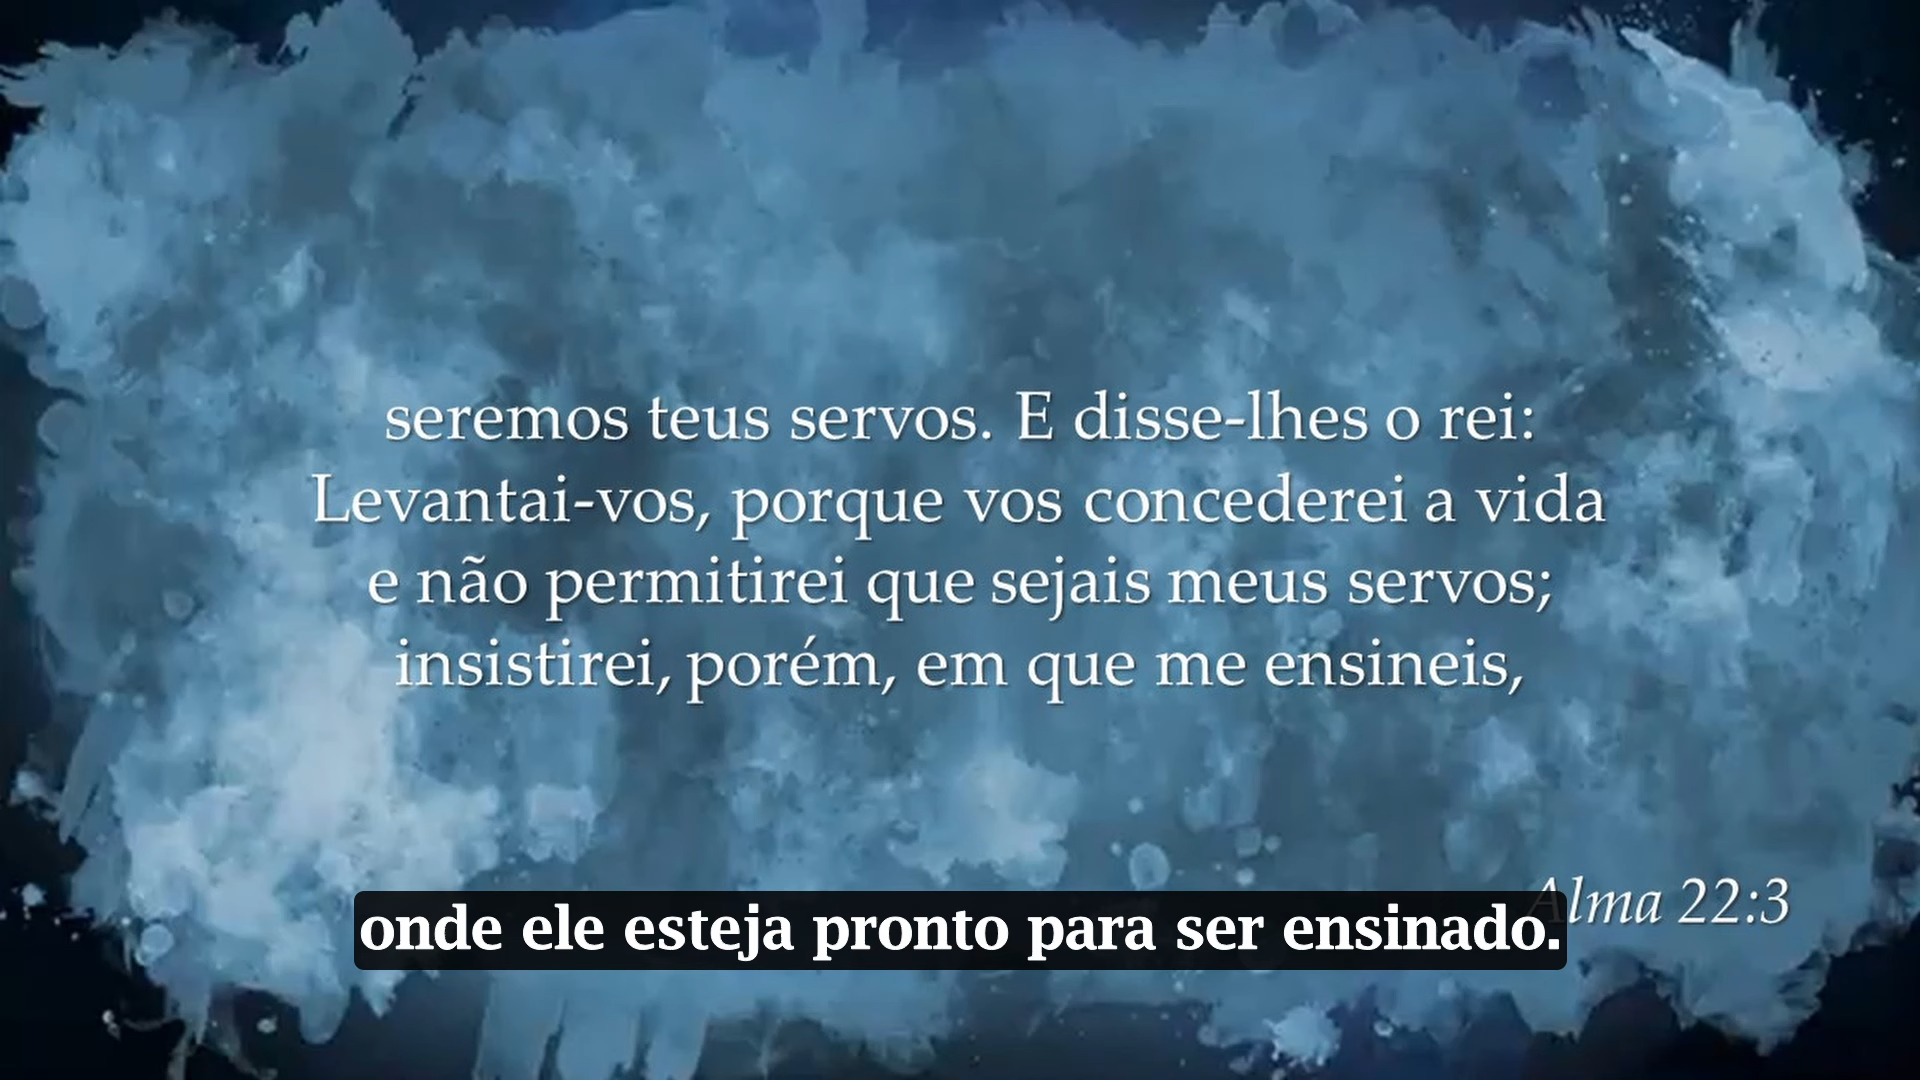 seremos teus servos. E disse-lhes o rei:
Levantai-vos, porque vos concederei a vida
e não permitirei que sejais meus servos;
insistirei, porém, em que me ensineis,
Alma 22:3
onde ele esteja pronto para ser ensinado.